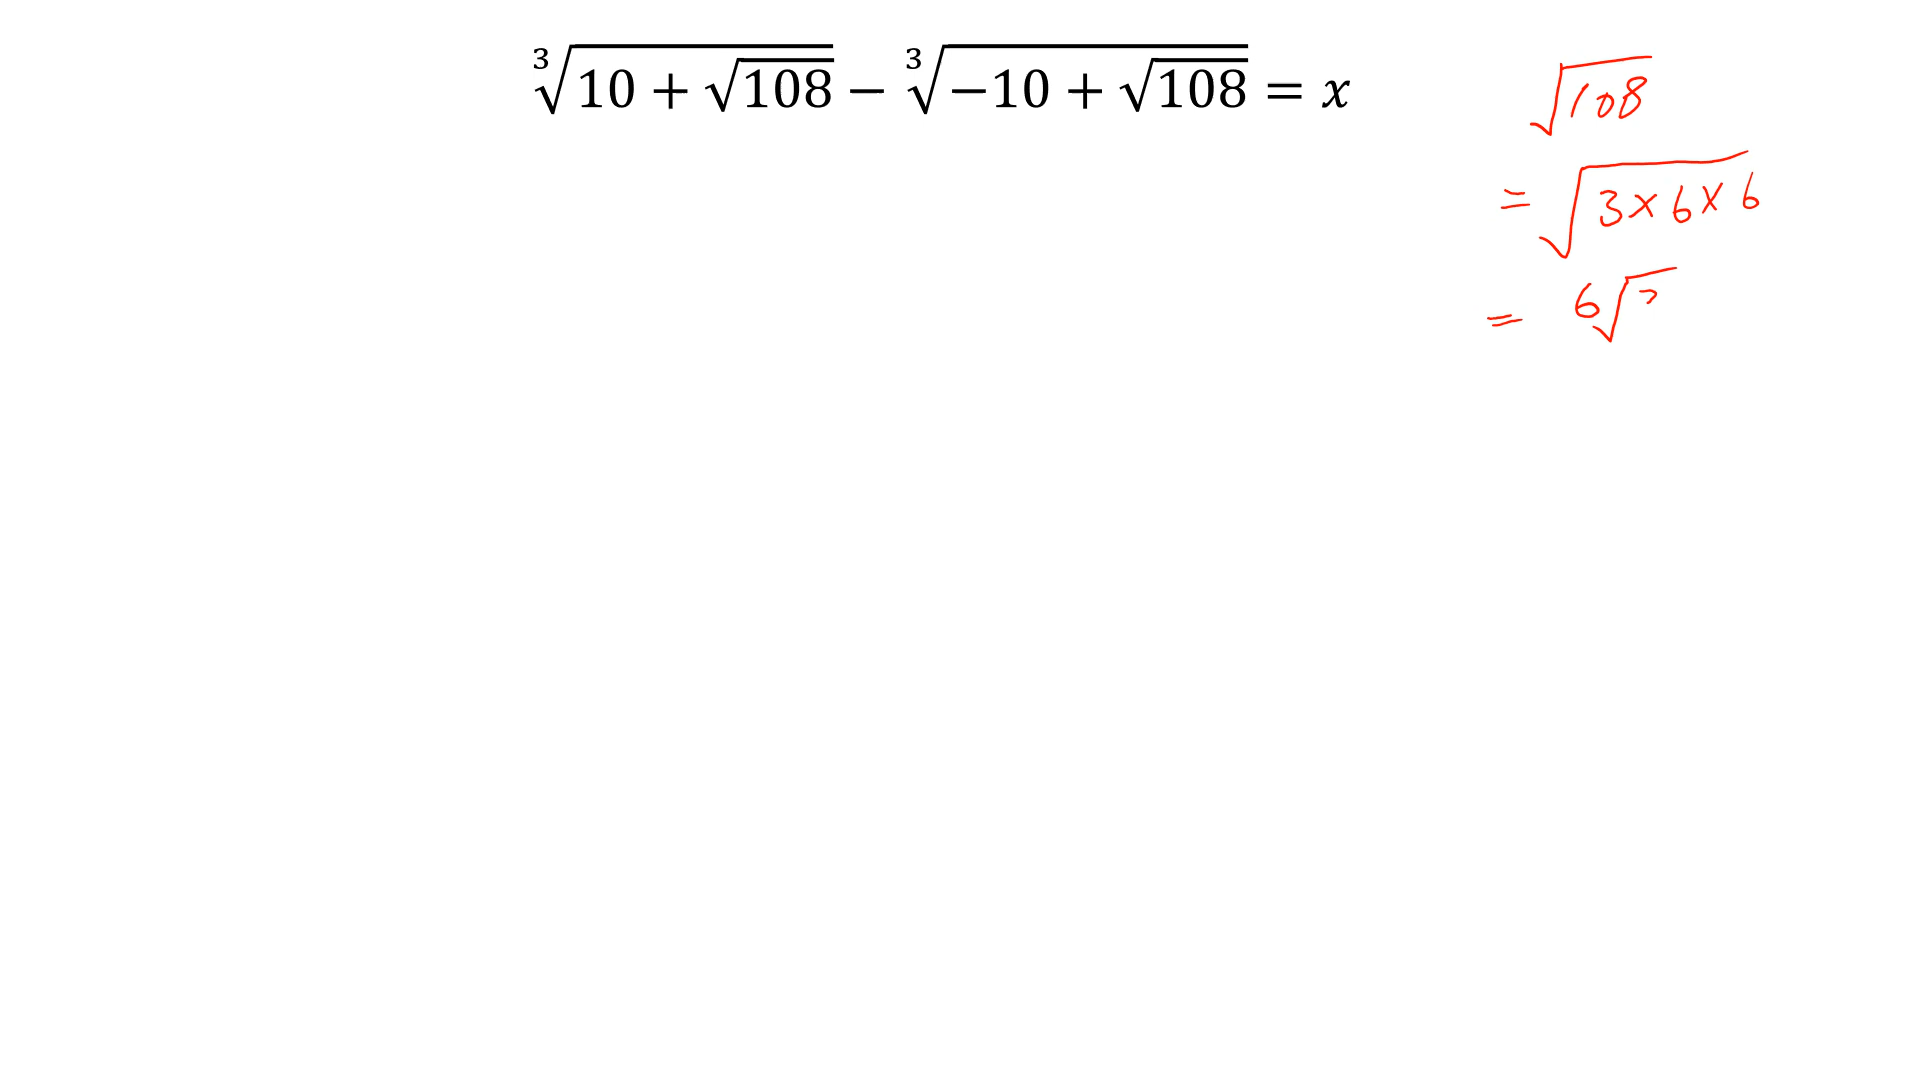 ∛(10 + √108) − ∛(−10 + √108) = x
√108
= √(3 × 6 × 6)
= 6√